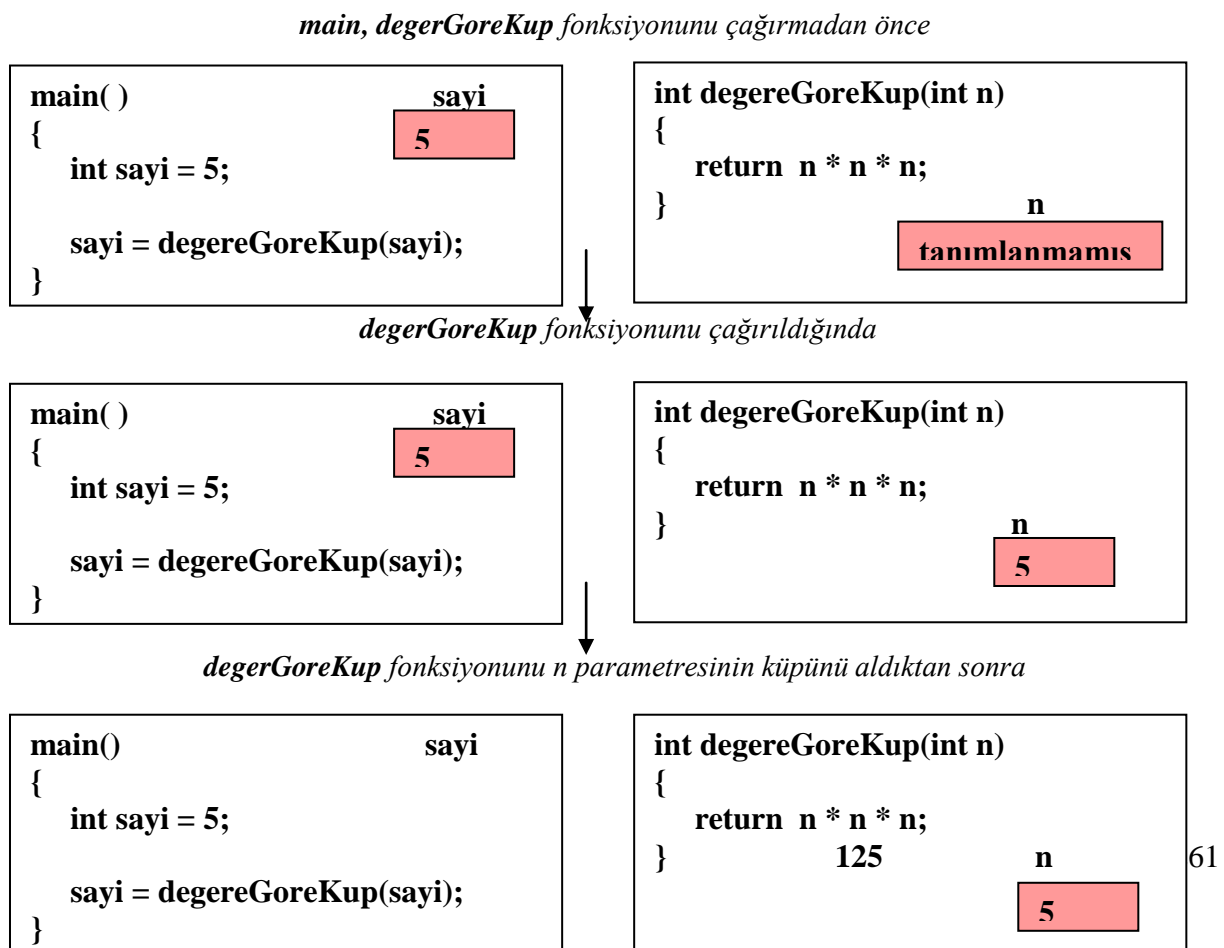 main, degerGoreKup fonksiyonunu çağırmadan önce
main( ) sayi
{
5
int sayi = 5;
sayi = degereGoreKup(sayi);
}
int degereGoreKup(int n)
{
return n * n * n;
} n
tanımlanmamış
degerGoreKup fonksiyonunu çağırıldığında
main( ) sayi
{
5
int sayi = 5;
sayi = degereGoreKup(sayi);
}
int degereGoreKup(int n)
{
return n * n * n;
} n
5
degerGoreKup fonksiyonunu n parametresinin küpünü aldıktan sonra
main() sayi
{
int sayi = 5;
sayi = degereGoreKup(sayi);
}
int degereGoreKup(int n)
{
return n * n * n;
} 125 n
5
61